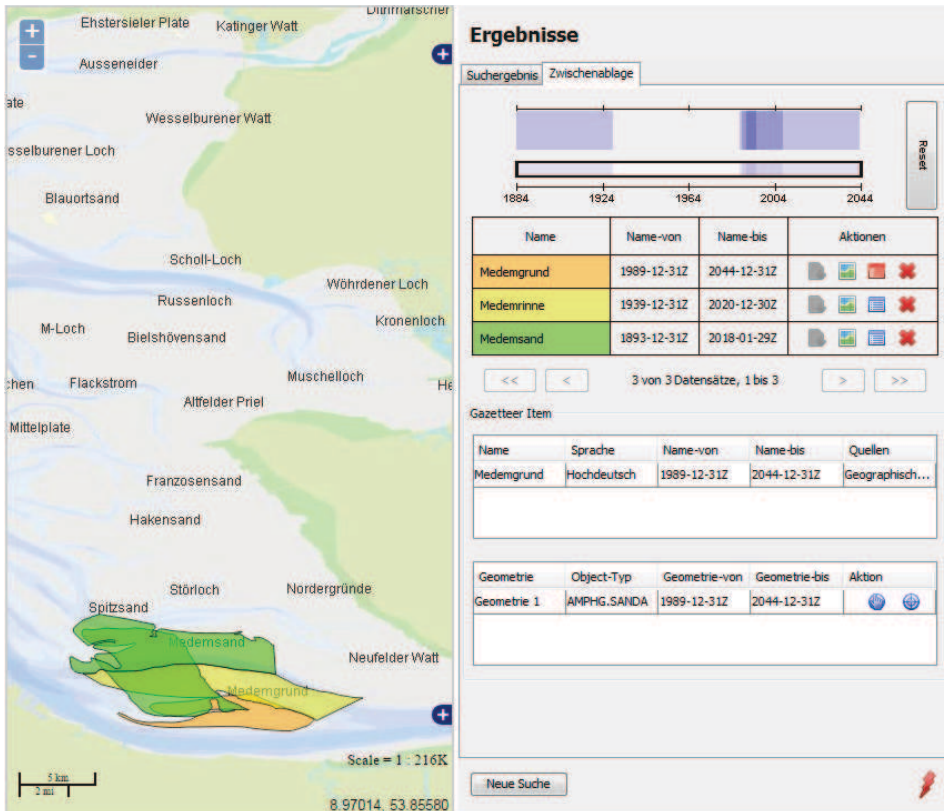 Dithmarscher
Ehstersieler Plate
Katinger Watt
+
-
Ausseneider
ate
Wesselburener Watt
sselburener Loch
Blauortsand
Scholl-Loch
Wöhrdener Loch
Russenloch
Kronenloch
M-Loch
Bielshövensand
Muschelloch
chen
Flackstrom
He
Altfelder Priel
Mittelplate
Franzosensand
Hakensand
Störloch
Nordergründe
Spitzsand
Medemsand
Neufelder Watt
Medemgrund
Scale = 1 : 216K
5 km
2 mi
8.97014, 53.85580
Ergebnisse
Suchergebnis Zwischenablage
Reset
1884 1924 1964 2004 2044
Name Name-von Name-bis Aktionen
Medemgrund 1989-12-31Z 2044-12-31Z
Medemrinne 1939-12-31Z 2020-12-30Z
Medemsand 1893-12-31Z 2018-01-29Z
<< < 3 von 3 Datensätze, 1 bis 3 > >>
Gazetteer Item
Name Sprache Name-von Name-bis Quellen
Medemgrund Hochdeutsch 1989-12-31Z 2044-12-31Z Geographisch...
Geometrie Object-Typ Geometrie-von Geometrie-bis Aktion
Geometrie 1 AMPHG.SANDA 1989-12-31Z 2044-12-31Z
Neue Suche